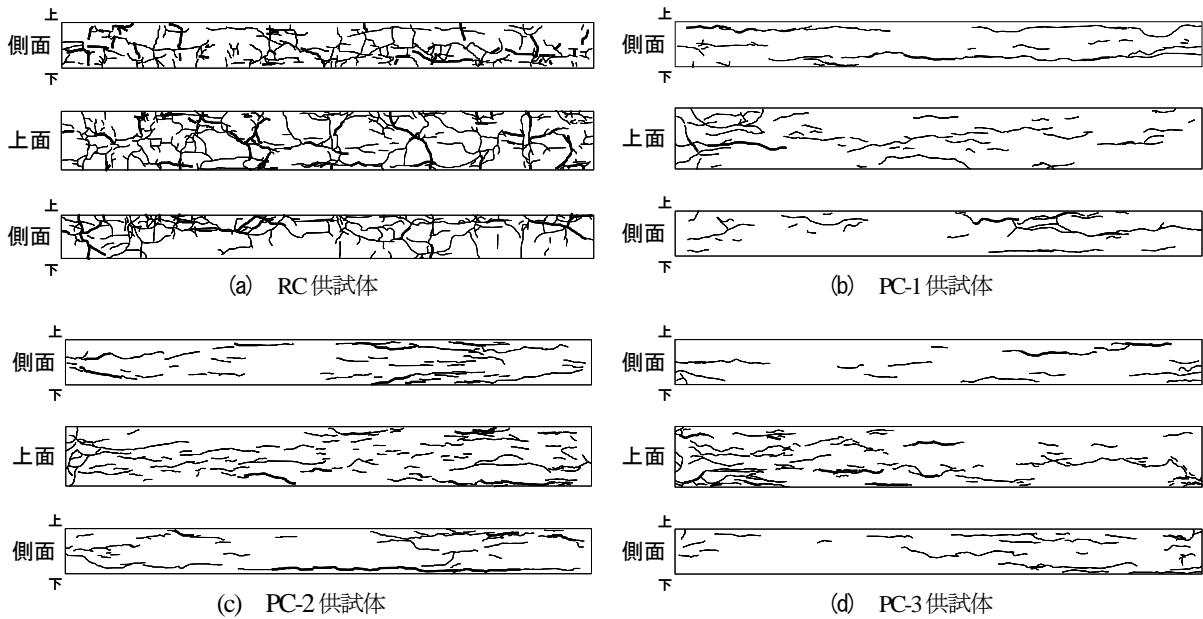 上
側面
下
上面
上
側面
下
(a) RC供試体
上
側面
下
上面
上
側面
下
(b) PC-1供試体
上
側面
下
上面
上
側面
下
(c) PC-2供試体
上
側面
下
上面
上
側面
下
(d) PC-3供試体